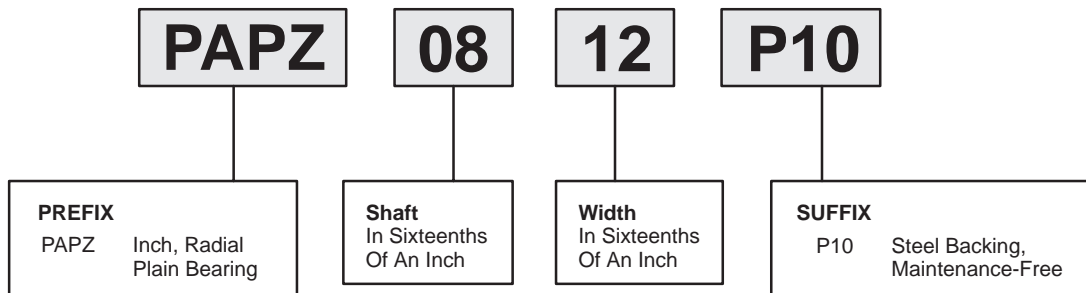 PAPZ 08 12 P10
PREFIX
PAPZ Inch, Radial
Plain Bearing
Shaft
In Sixteenths
Of An Inch
Width
In Sixteenths
Of An Inch
SUFFIX
P10 Steel Backing,
Maintenance-Free